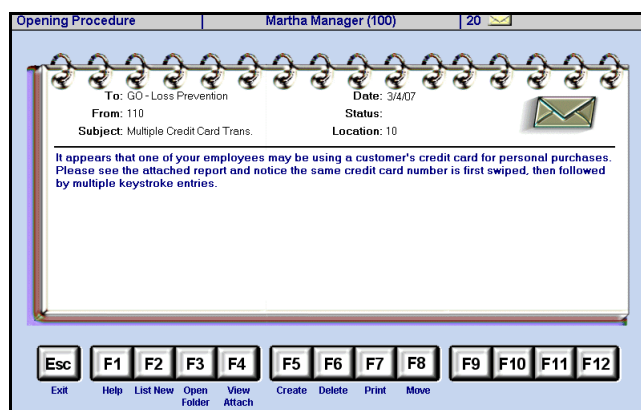 Opening Procedure Martha Manager (100) 20
To: GO - Loss Prevention Date: 3/4/07
From: 110 Status:
Subject: Multiple Credit Card Trans. Location: 10
It appears that one of your employees may be using a customer's credit card for personal purchases.
Please see the attached report and notice the same credit card number is first swiped, then followed
by multiple keystroke entries.
Esc F1 F2 F3 F4 F5 F6 F7 F8 F9 F10 F11 F12
Exit Help List New Open View Create Delete Print Move
Folder Attach